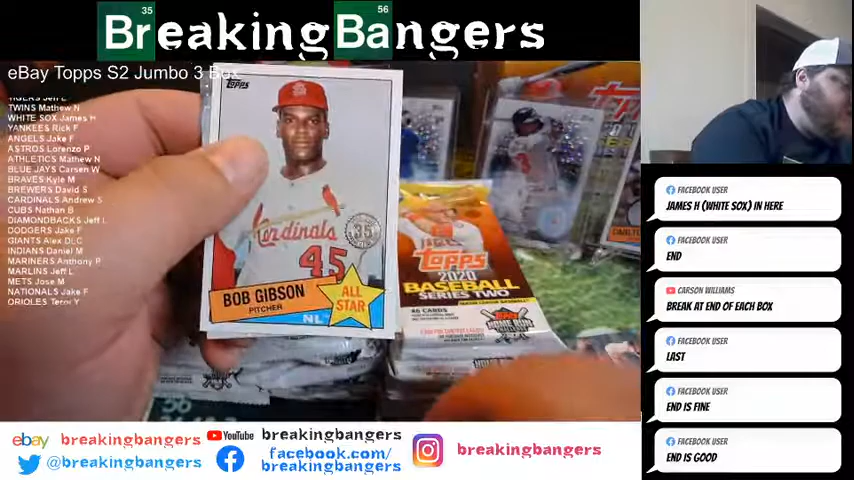 35
56
BreakingBangers
eBay Topps S2 Jumbo 3 Box
TIGERS Jeff L
TWINS Mathew N
WHITE SOX James H
YANKEES Rick F
ANGELS Jake F
ASTROS Lorenzo P
ATHLETICS Mathew N
BLUE JAYS Carsen W
BRAVES Kyle M
BREWERS David S
CARDINALS Andrew S
CUBS Nathan B
DIAMONDBACKS Jeff L
DODGERS Jake F
GIANTS Alex DLC
INDIANS Daniel M
MARINERS Anthony P
MARLINS Jeff L
METS Jose M
NATIONALS Jake F
ORIOLES Terry Y
Topps
Cardinals
45
35
BOB GIBSON
PITCHER
ALL
STAR
NL
Topps
2020
BASEBALL
SERIES TWO
46 CARDS
HOME RUN
CHALLENGE
FACEBOOK USER
JAMES H (WHITE SOX) IN HERE
FACEBOOK USER
END
CARSON WILLIAMS
BREAK AT END OF EACH BOX
FACEBOOK USER
LAST
FACEBOOK USER
END IS FINE
FACEBOOK USER
END IS GOOD
ebay breakingbangers
YouTube breakingbangers
@breakingbangers
facebook.com/
breakingbangers
breakingbangers